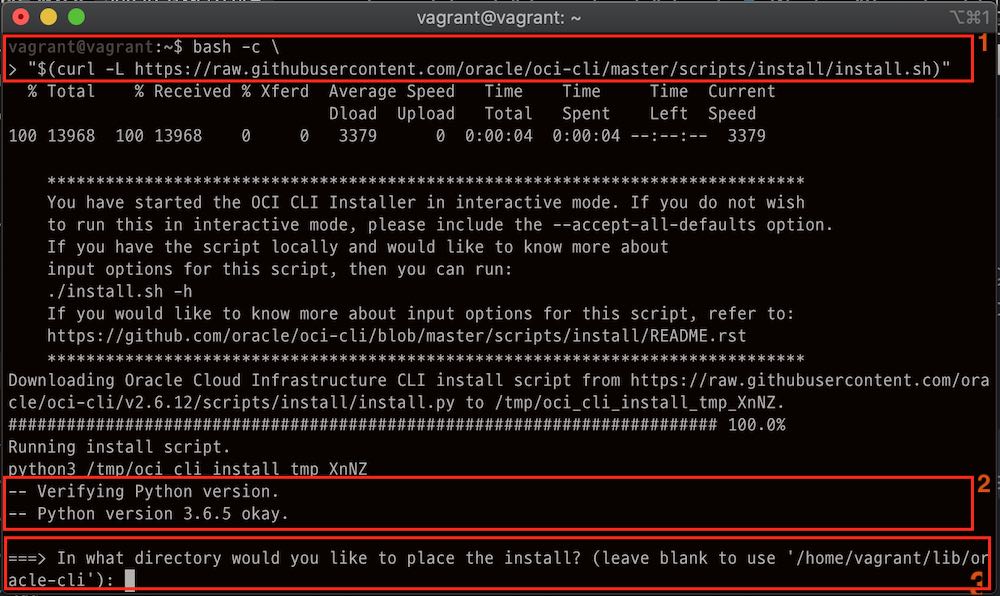 vagrant@vagrant: ~
⌥⌘1
vagrant@vagrant:~$ bash -c \
1
> "$(curl -L https://raw.githubusercontent.com/oracle/oci-cli/master/scripts/install/install.sh)"
% Total % Received % Xferd Average Speed Time Time Time Current
Dload Upload Total Spent Left Speed
100 13968 100 13968 0 0 3379 0 0:00:04 0:00:04 --:--:-- 3379
******************************************************************************
You have started the OCI CLI Installer in interactive mode. If you do not wish
to run this in interactive mode, please include the --accept-all-defaults option.
If you have the script locally and would like to know more about
input options for this script, then you can run:
./install.sh -h
If you would like to know more about input options for this script, refer to:
https://github.com/oracle/oci-cli/blob/master/scripts/install/README.rst
******************************************************************************
Downloading Oracle Cloud Infrastructure CLI install script from https://raw.githubusercontent.com/ora
cle/oci-cli/v2.6.12/scripts/install/install.py to /tmp/oci_cli_install_tmp_XnNZ.
######################################################################### 100.0%
Running install script.
python3 /tmp/oci_cli_install_tmp_XnNZ
-- Verifying Python version.
2
-- Python version 3.6.5 okay.
===> In what directory would you like to place the install? (leave blank to use '/home/vagrant/lib/or
acle-cli'):
3